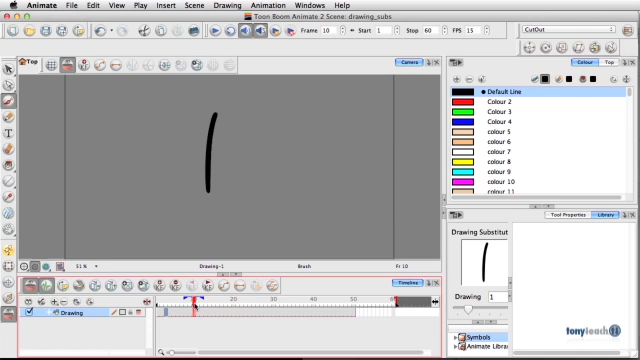 Animate File Edit View Play Insert Scene Drawing Animation Windows Help
Toon Boom Animate 2 Scene: drawing_subs
Frame 10 Start 1 Stop 60 FPS 15
CutOut
Top
Camera
Colour Top
Default Line
Colour 2
Colour 3
Colour 4
colour 5
colour 6
colour 7
colour 8
colour 9
colour 10
colour 11
Tool Properties Library
Drawing Substitut
Drawing 1
51 % Drawing-1 Brush Fr 10
Timeline
20 30 40 50
Drawing
Symbols
Animate Librar
tonyteach